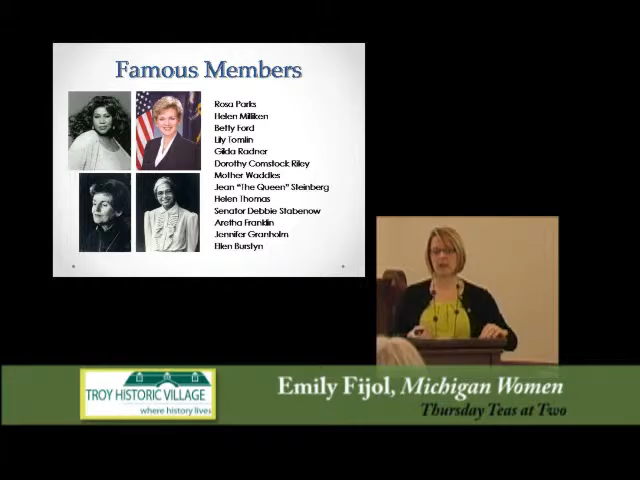 Famous Members
Rosa Parks
Helen Milliken
Betty Ford
Lily Tomlin
Gilda Radner
Dorothy Comstock Riley
Mother Waddles
Jean "The Queen" Steinberg
Helen Thomas
Senator Debbie Stabenow
Aretha Franklin
Jennifer Granholm
Ellen Burstyn
TROY HISTORIC VILLAGE
where history lives
Emily Fijol, Michigan Women
Thursday Teas at Two